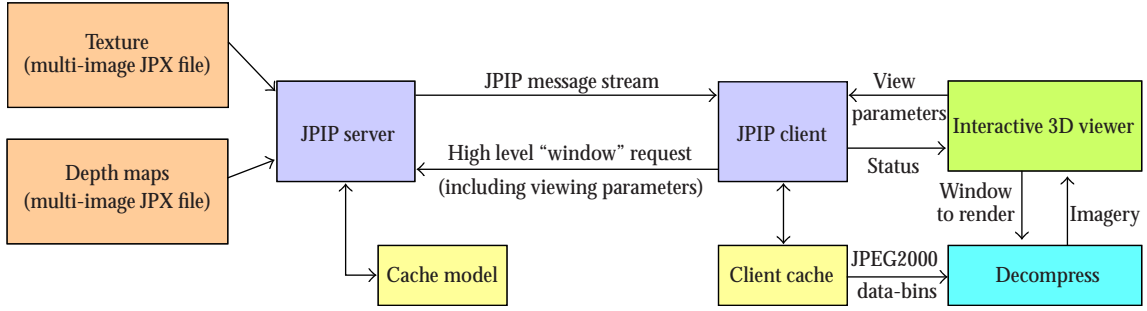 Texture
(multi-image JPX file)
Depth maps
(multi-image JPX file)
JPIP server
Cache model
JPIP message stream
High level “window” request
(including viewing parameters)
JPIP client
Client cache
View
parameters
Status
JPEG2000
data-bins
Interactive 3D viewer
Window
to render
Imagery
Decompress